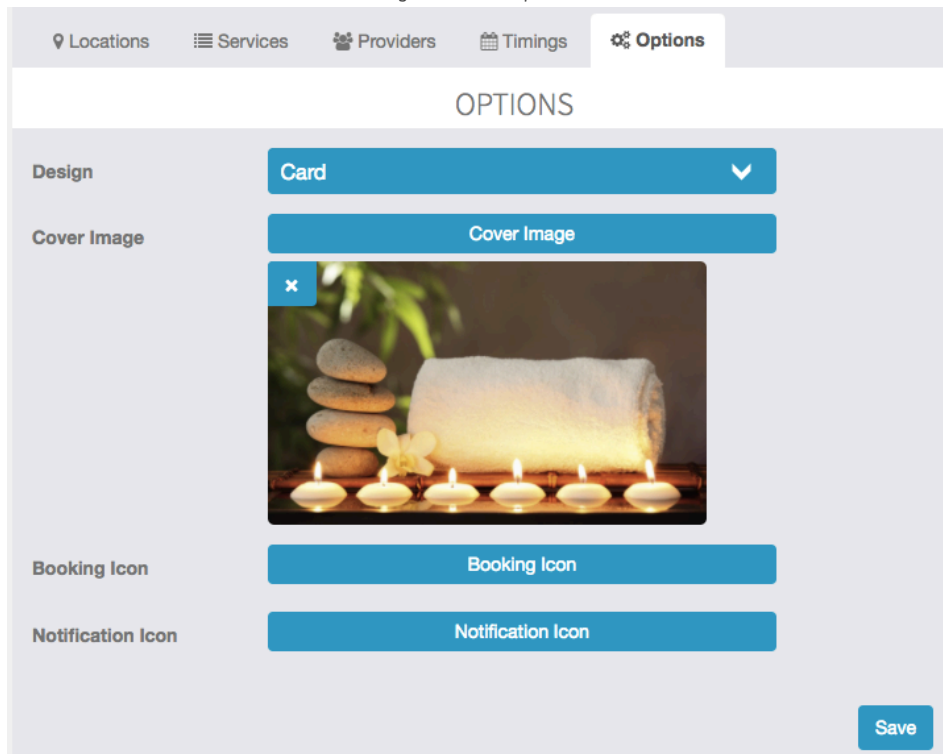 Locations Services Providers Timings Options
OPTIONS
Design Card
Cover Image Cover Image
Booking Icon Booking Icon
Notification Icon Notification Icon
Save